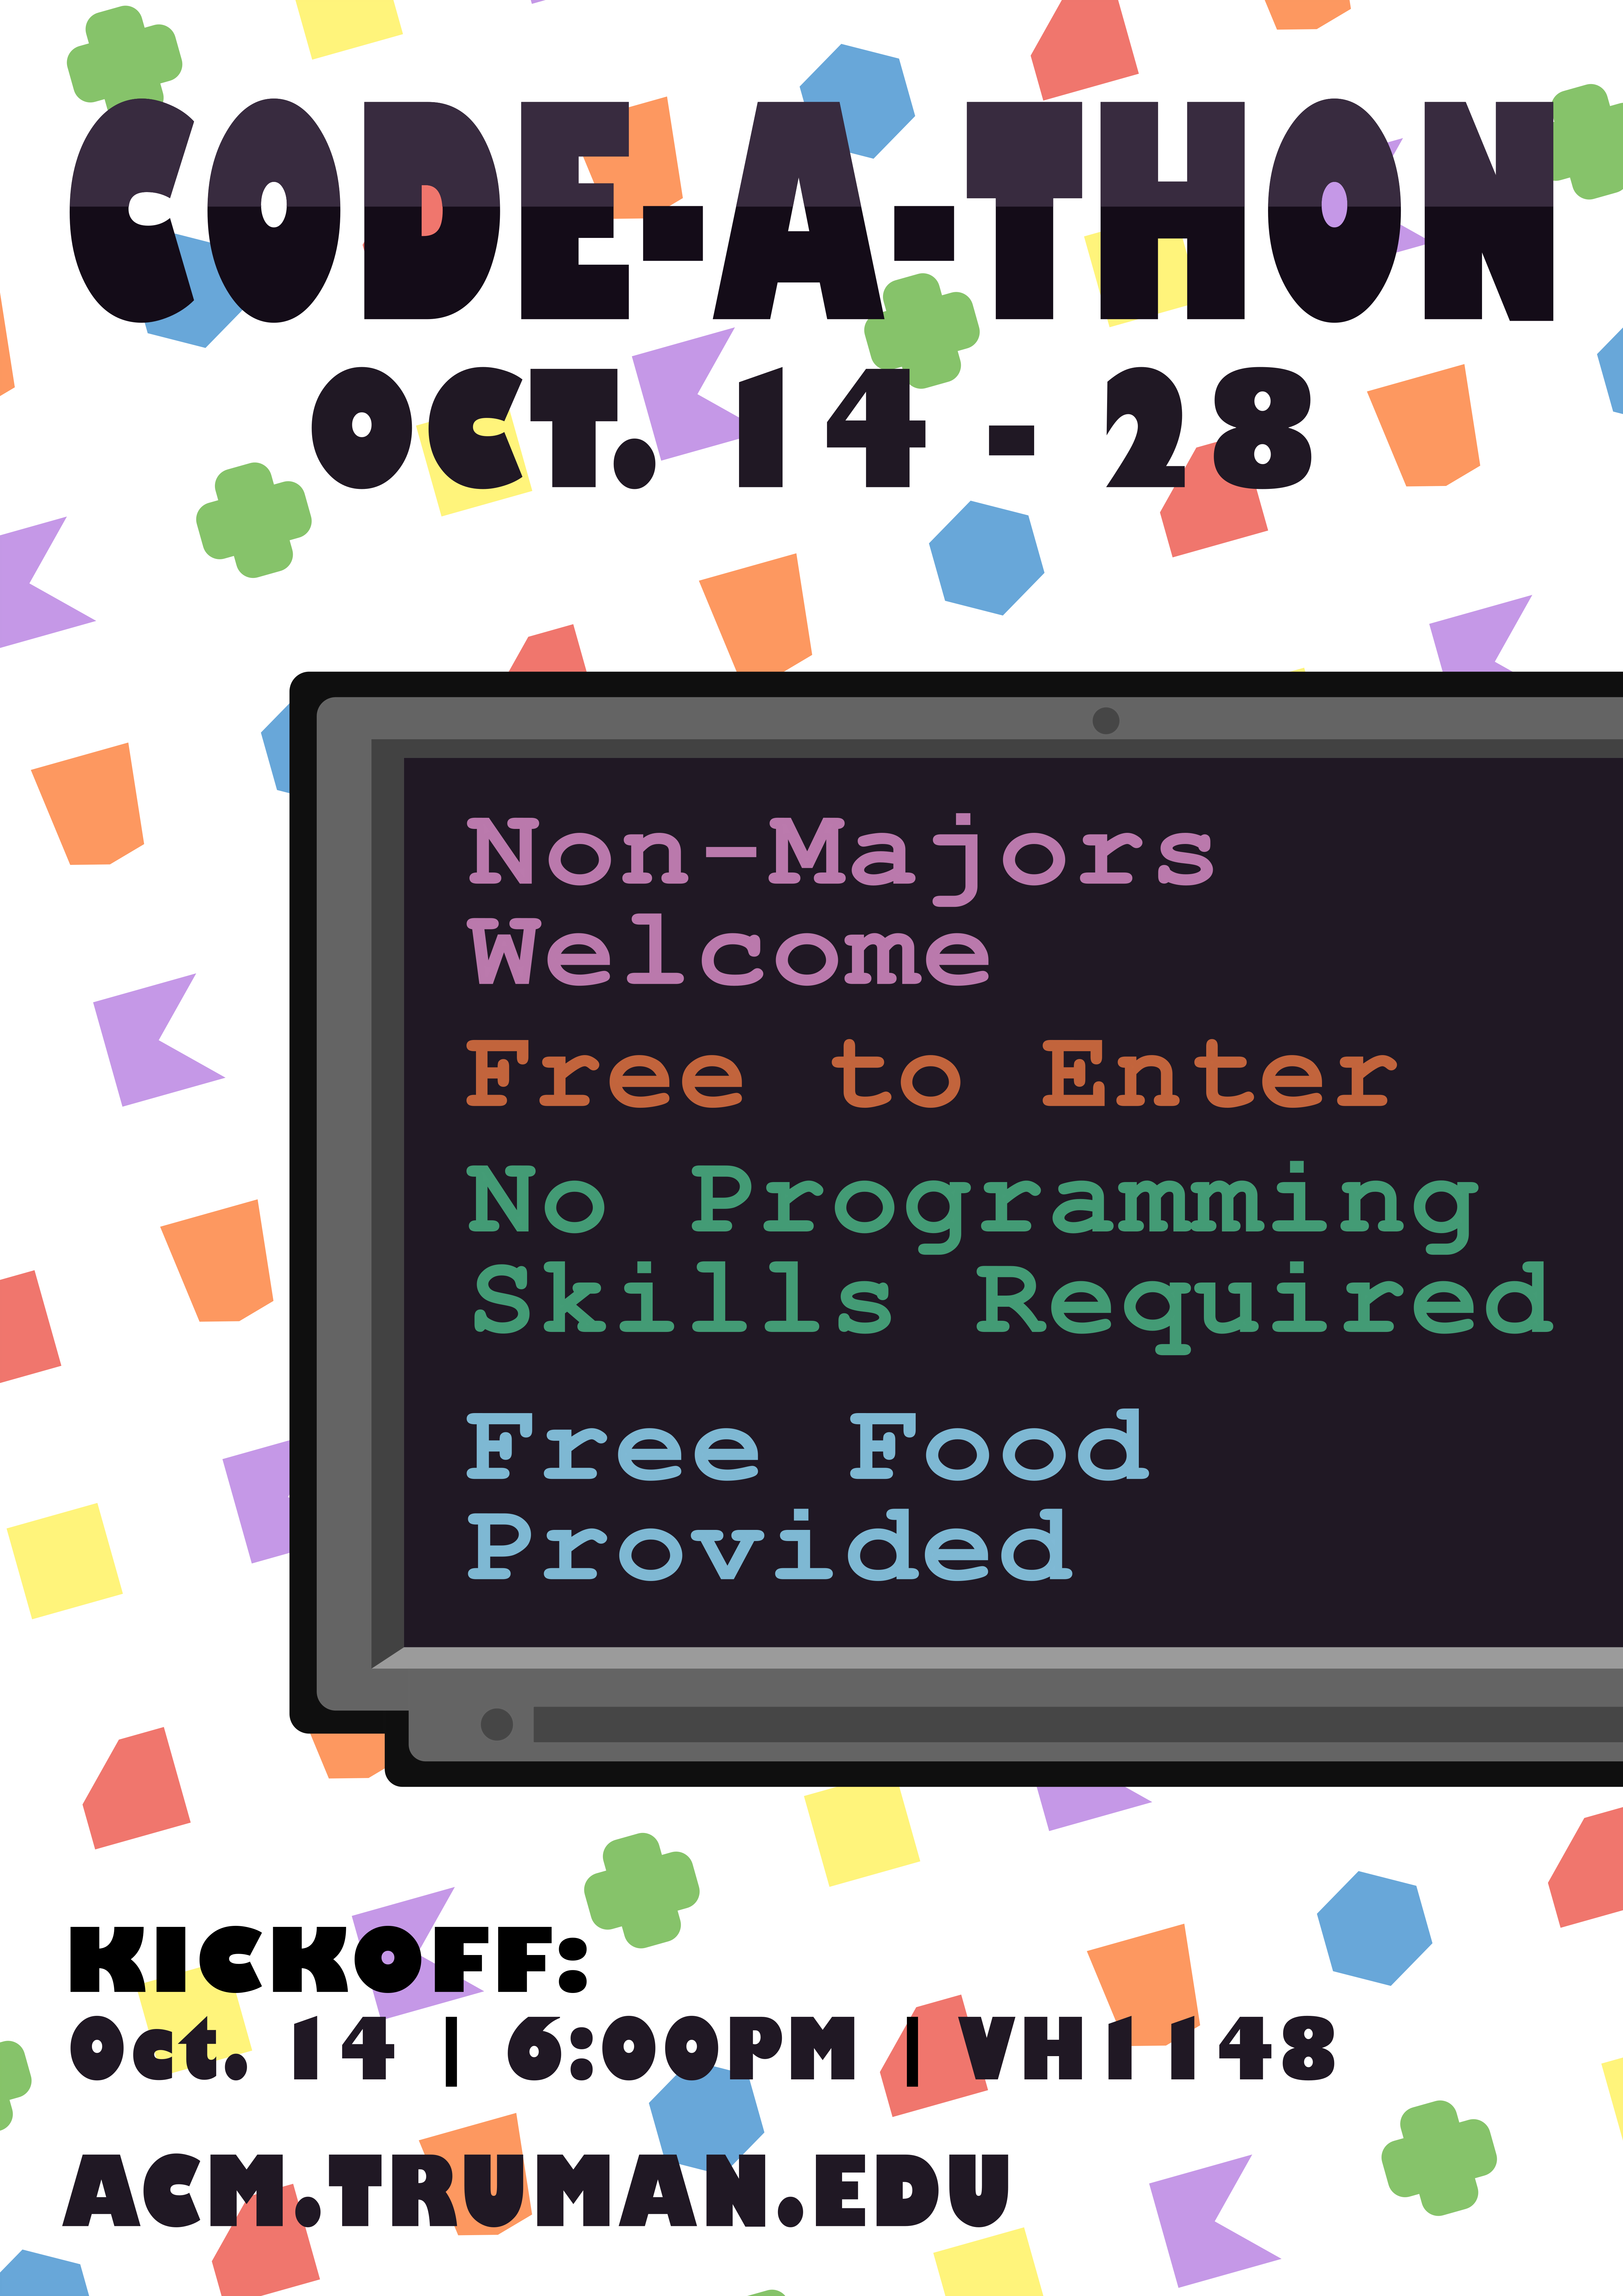 CODE-A-THON
OCT. 14 - 28
Non-Majors
Welcome
Free to Enter
No Programming
Skills Required
Free Food
Provided
KICKOFF:
Oct. 14 | 6:00PM | VH1148
ACM.TRUMAN.EDU